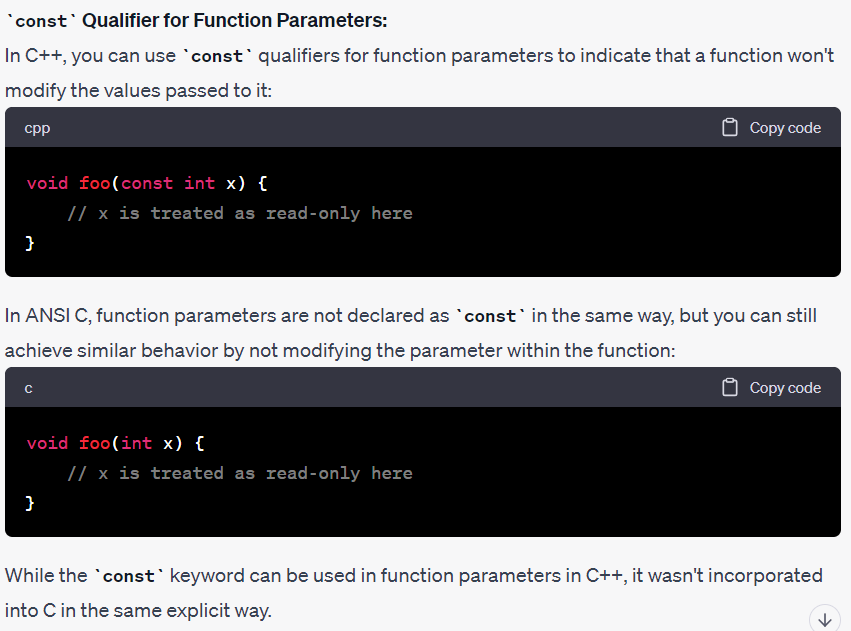 `const` Qualifier for Function Parameters:
In C++, you can use `const` qualifiers for function parameters to indicate that a function won't
modify the values passed to it:
cpp Copy code
void foo(const int x) {
    // x is treated as read-only here
}
In ANSI C, function parameters are not declared as `const` in the same way, but you can still
achieve similar behavior by not modifying the parameter within the function:
c Copy code
void foo(int x) {
    // x is treated as read-only here
}
While the `const` keyword can be used in function parameters in C++, it wasn't incorporated
into C in the same explicit way.